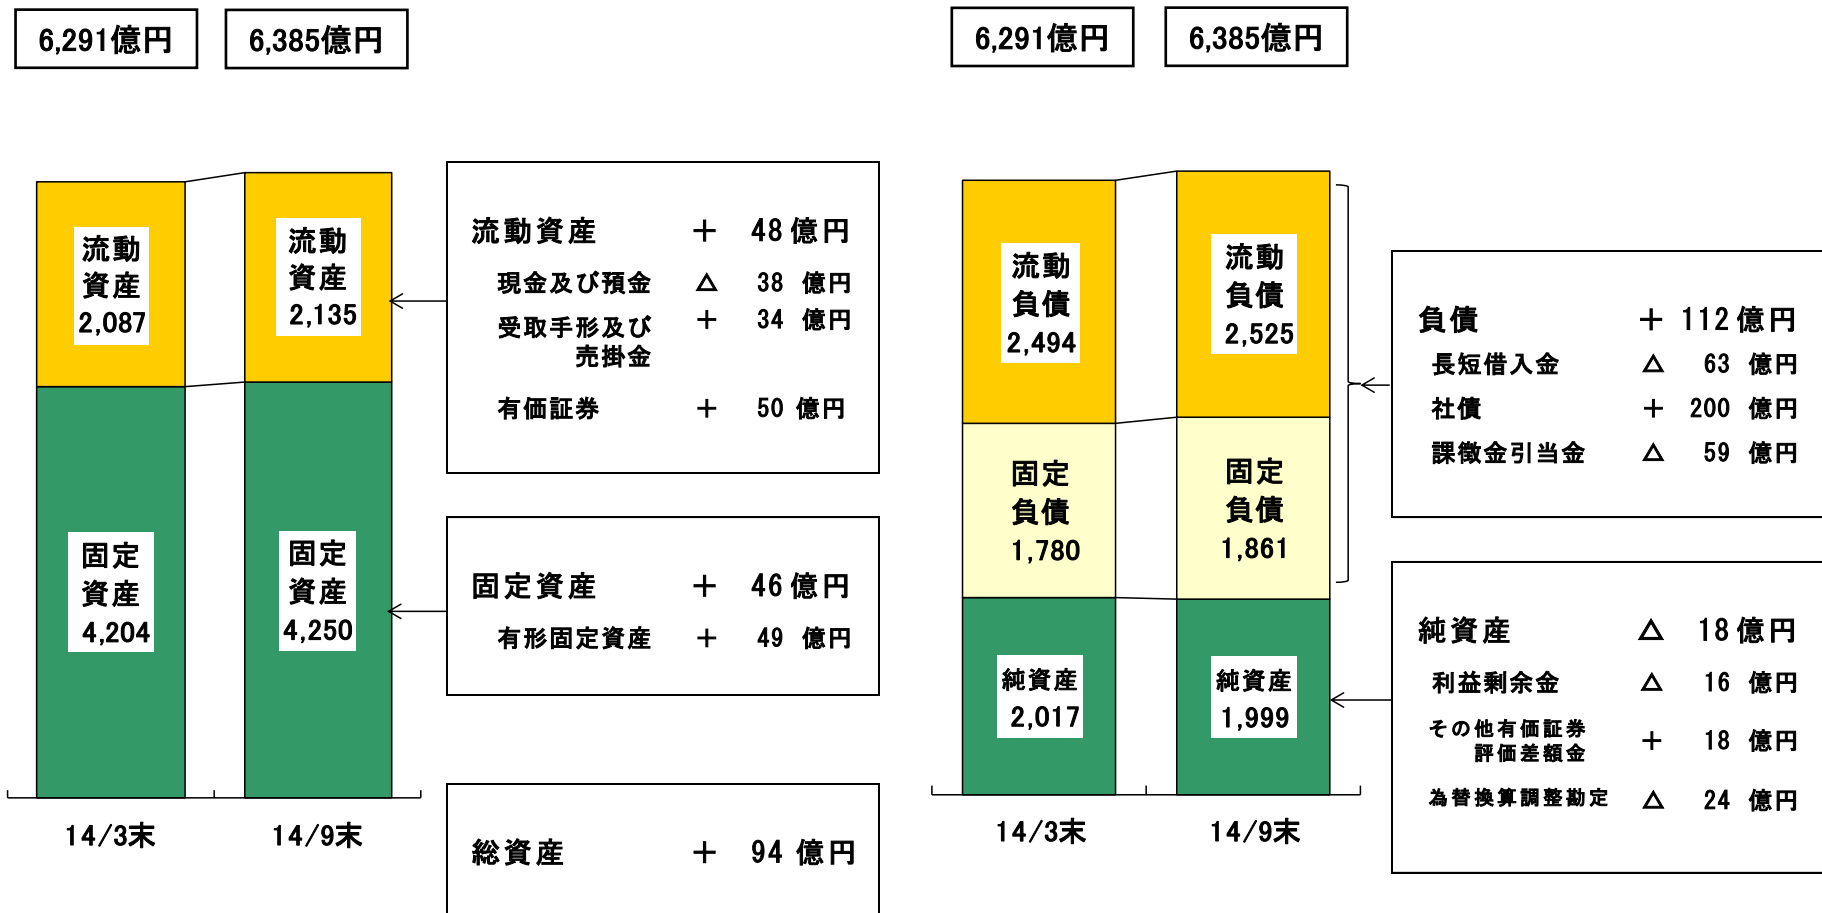 6,291億円
6,385億円
流動
資産
2,087
流動
資産
2,135
固定
資産
4,204
固定
資産
4,250
14/3末
14/9末
流動資産 ＋ 48億円
現金及び預金 △ 38 億円
受取手形及び ＋ 34 億円
売掛金
有価証券 ＋ 50 億円
固定資産 ＋ 46億円
有形固定資産 ＋ 49 億円
総資産 ＋ 94 億円
6,291億円
6,385億円
流動
負債
2,494
流動
負債
2,525
固定
負債
1,780
固定
負債
1,861
純資産
2,017
純資産
1,999
14/3末
14/9末
負債 ＋ 112億円
長短借入金 △ 63 億円
社債 ＋ 200 億円
課徴金引当金 △ 59 億円
純資産 △ 18億円
利益剰余金 △ 16 億円
その他有価証券
評価差額金 ＋ 18 億円
為替換算調整勘定 △ 24 億円